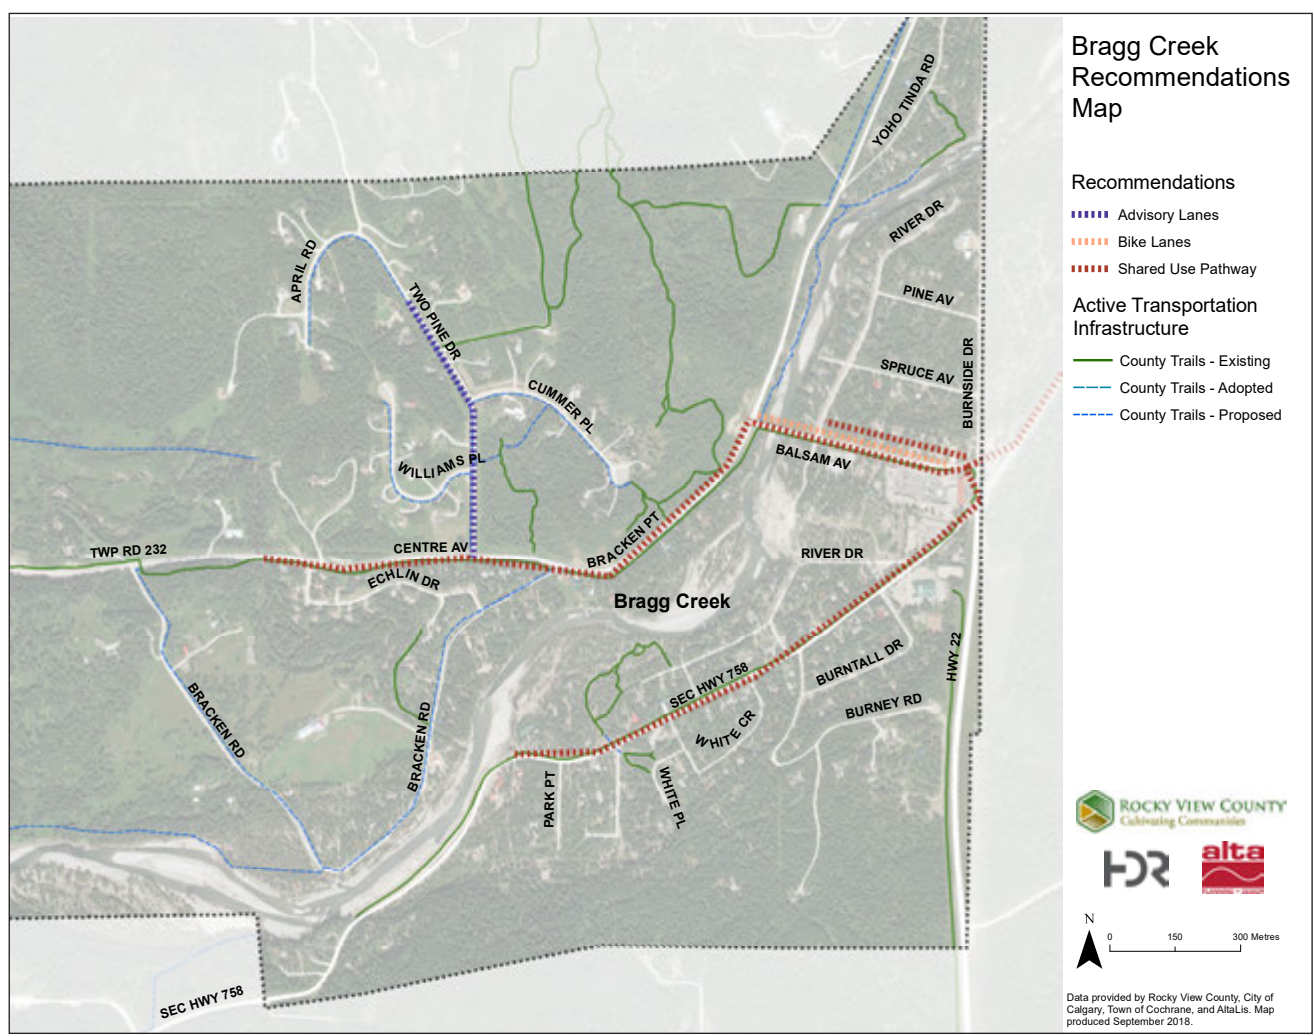 Bragg Creek
Recommendations
Map
Recommendations
Advisory Lanes
Bike Lanes
Shared Use Pathway
Active Transportation
Infrastructure
County Trails - Existing
County Trails - Adopted
County Trails - Proposed
YOHO TINDA RD
RIVER DR
APRIL RD
TWO PINE DR
PINE AV
SPRUCE AV
BURNSIDE DR
CUMMER PL
WILLIAMS PL
BALSAM AV
TWP RD 232
CENTRE AV
BRACKEN PT
RIVER DR
ECHLIN DR
Bragg Creek
BRACKEN RD
BRACKEN RD
SEC HWY 758
BURNTALL DR
HWY 22
BURNEY RD
WHITE CR
PARK PT
WHITE PL
SEC HWY 758
ROCKY VIEW COUNTY
Cultivating Communities
HDR
alta
PLANNING + DESIGN
N
0 150 300 Metres
Data provided by Rocky View County, City of
Calgary, Town of Cochrane, and AltaLis. Map
produced September 2018.